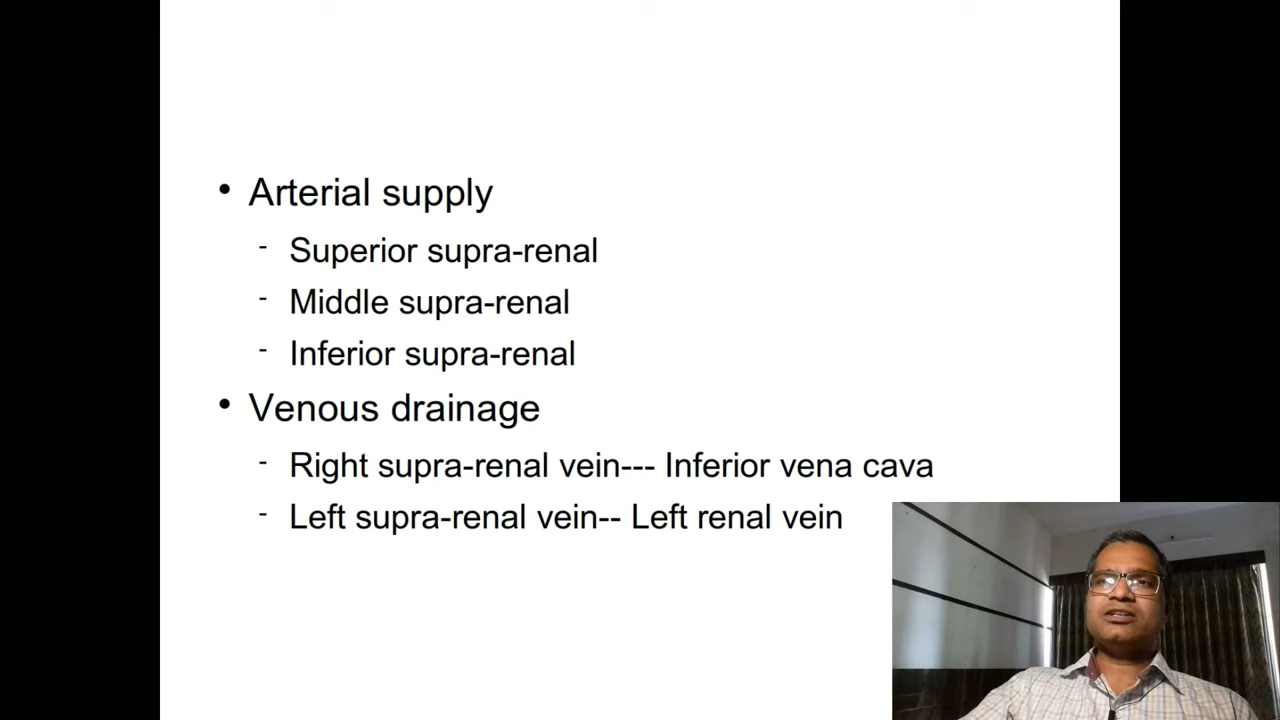 • Arterial supply
- Superior supra-renal
- Middle supra-renal
- Inferior supra-renal
• Venous drainage
- Right supra-renal vein--- Inferior vena cava
- Left supra-renal vein-- Left renal vein